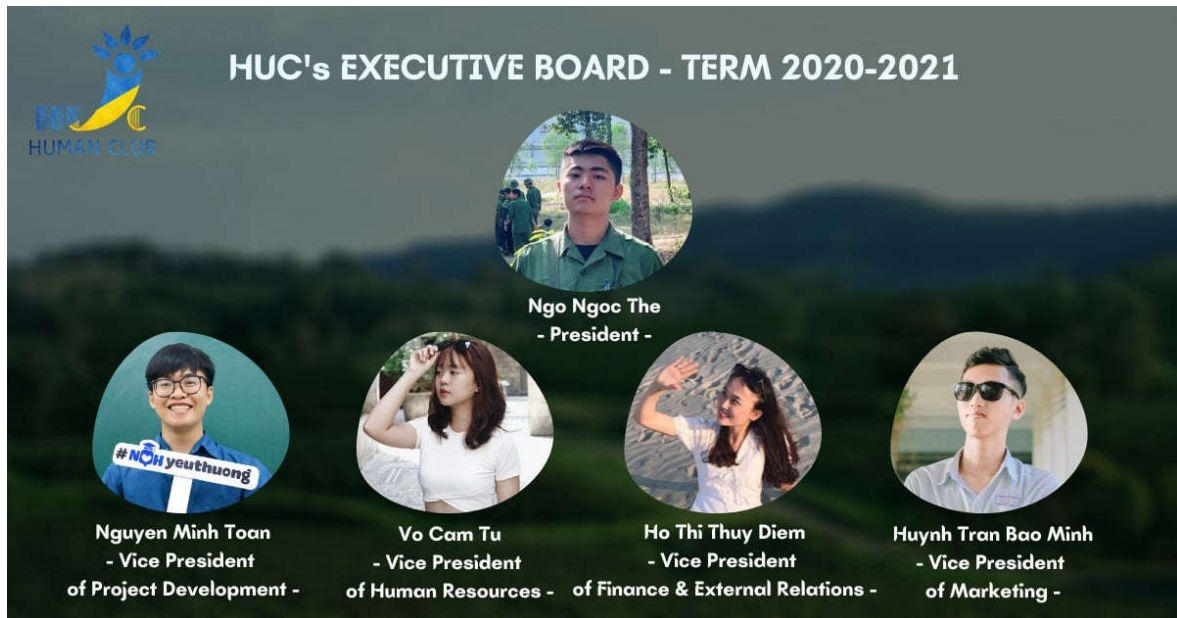 HUC's EXECUTIVE BOARD - TERM 2020-2021
HUC
HUMAN CLUB
Ngo Ngoc The
- President -
#NQH yeuthuong
Nguyen Minh Toan
- Vice President
of Project Development -
Vo Cam Tu
- Vice President
of Human Resources -
Ho Thi Thuy Diem
- Vice President
of Finance & External Relations -
Huynh Tran Bao Minh
- Vice President
of Marketing -